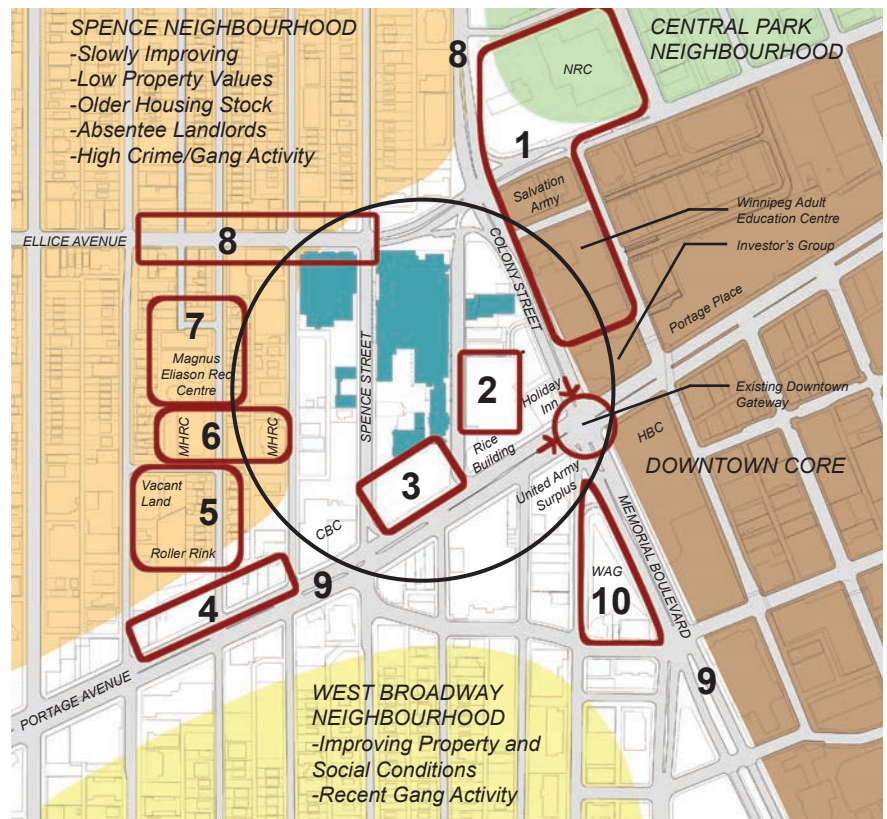 SPENCE NEIGHBOURHOOD
-Slowly Improving
-Low Property Values
-Older Housing Stock
-Absentee Landlords
-High Crime/Gang Activity
8
CENTRAL PARK
NEIGHBOURHOOD
NRC
1
Salvation
Army
Winnipeg Adult
Education Centre
Investor's Group
ELLICE AVENUE
8
COLONY STREET
Portage Place
7
Magnus
Eliason Rec
Centre
SPENCE STREET
2
Holiday
Inn
Existing Downtown
Gateway
6
MHRC
MHRC
Rice
Building
HBC
DOWNTOWN CORE
3
United Army
Surplus
Vacant
Land
5
Roller Rink
CBC
MEMORIAL BOULEVARD
WAG
10
4
9
9
PORTAGE AVENUE
WEST BROADWAY
NEIGHBOURHOOD
-Improving Property and
Social Conditions
-Recent Gang Activity